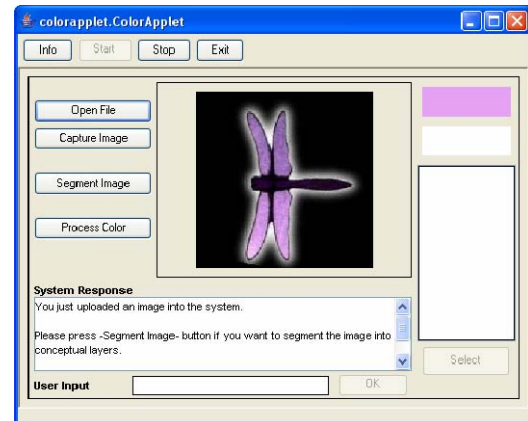 colorapplet.ColorApplet
Info Start Stop Exit
Open File
Capture Image
Segment Image
Process Color
System Response
You just uploaded an image into the system.
Please press -Segment Image- button if you want to segment the image into
conceptual layers.
Select
User Input OK